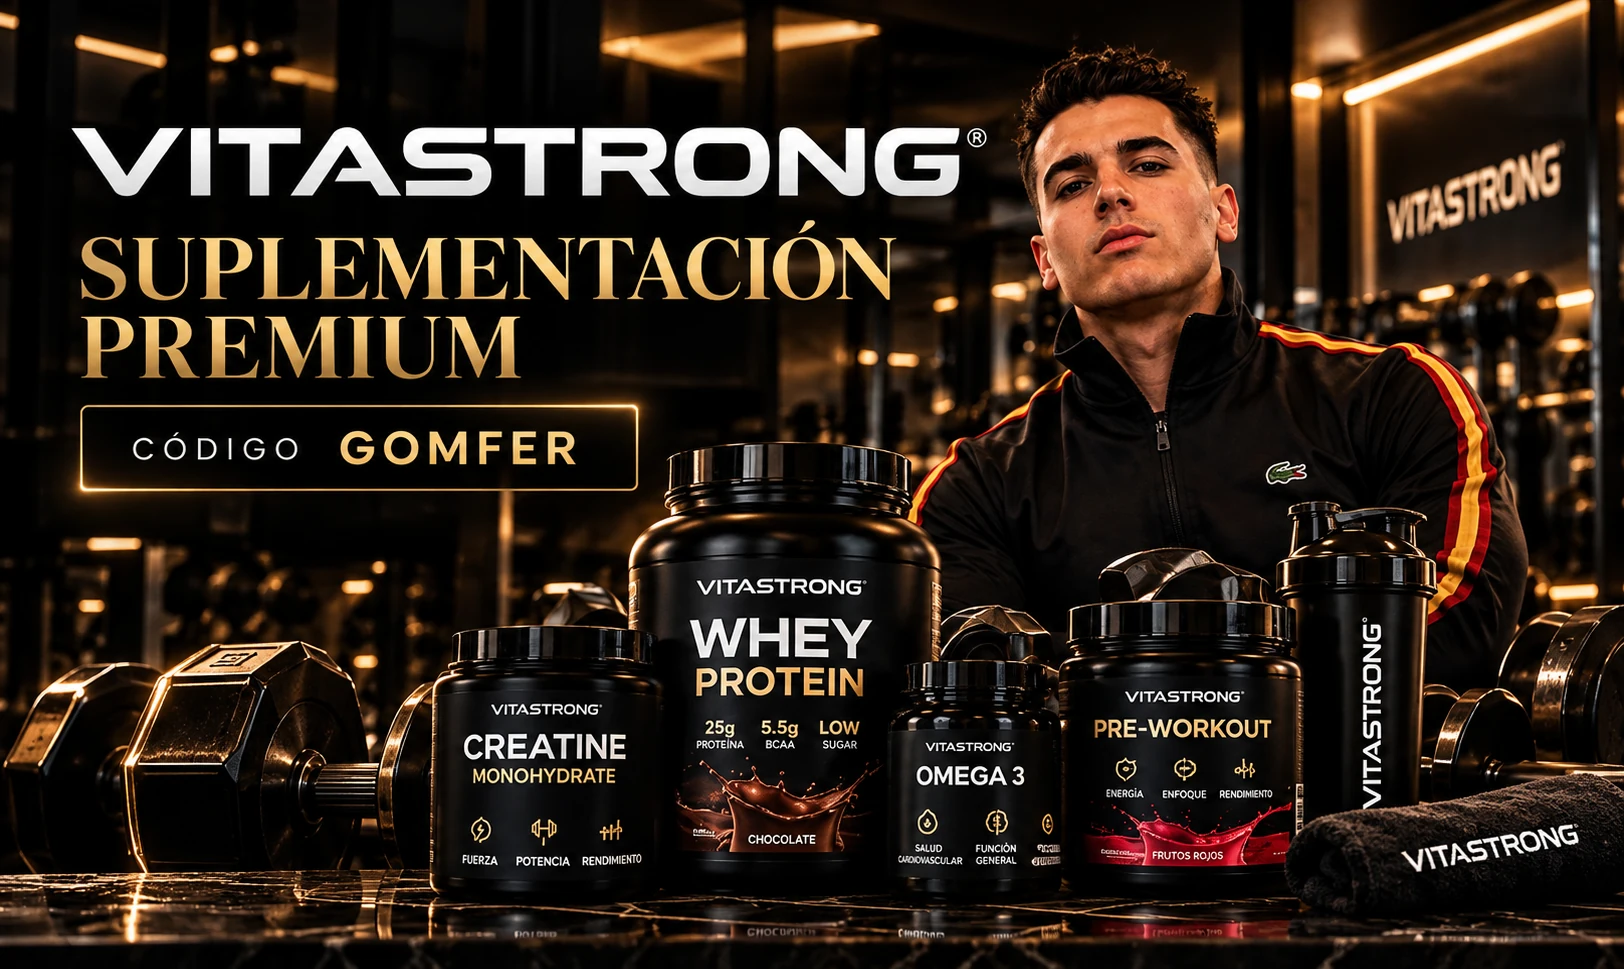 VITASTRONG®
SUPLEMENTACIÓN
PREMIUM
CÓDIGO GOMFER
VITASTRONG
VITASTRONG
CREATINE
MONOHYDRATE
FUERZA POTENCIA RENDIMIENTO
VITASTRONG
WHEY
PROTEIN
25g 5.5g LOW
PROTEÍNA BCAA SUGAR
CHOCOLATE
VITASTRONG
OMEGA 3
SALUD FUNCIÓN
CARDIOVASCULAR GENERAL
VITASTRONG
PRE-WORKOUT
ENERGÍA ENFOQUE RENDIMIENTO
FRUTOS ROJOS
VITASTRONG
VITASTRONG